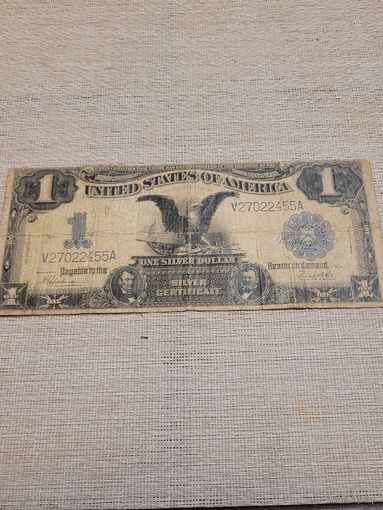 1 UNITED STATES OF AMERICA 1
V27022455A
1
V27022455A
Payable to the Bearer on demand
ONE SILVER DOLLAR
SILVER
CERTIFICATE